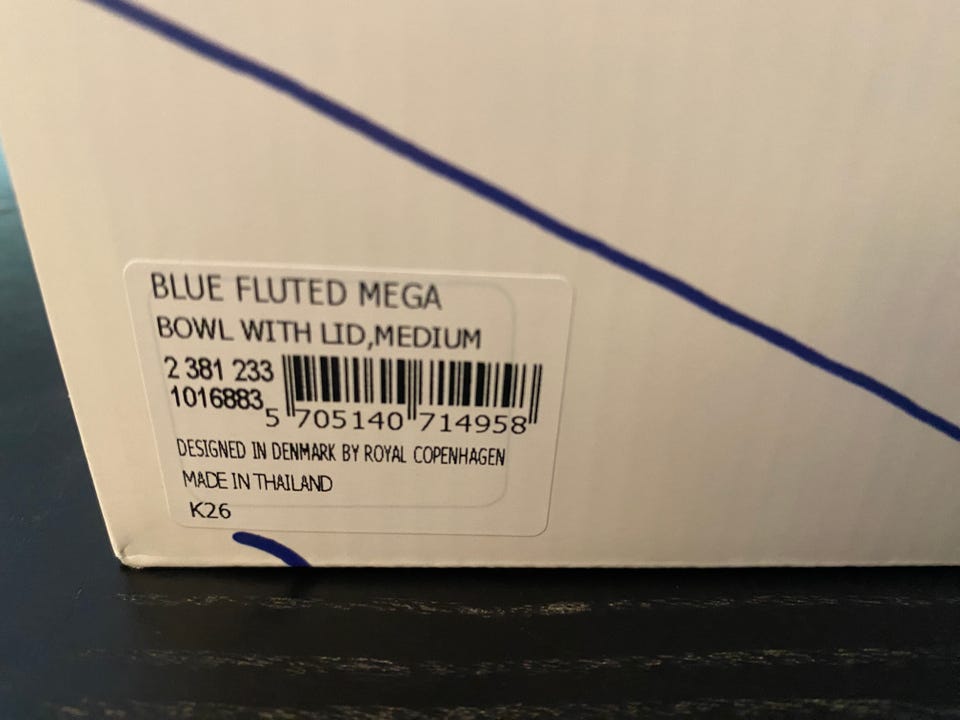 BLUE FLUTED MEGA
BOWL WITH LID,MEDIUM
2 381 233
1016883
5 705140 714958
DESIGNED IN DENMARK BY ROYAL COPENHAGEN
MADE IN THAILAND
K26